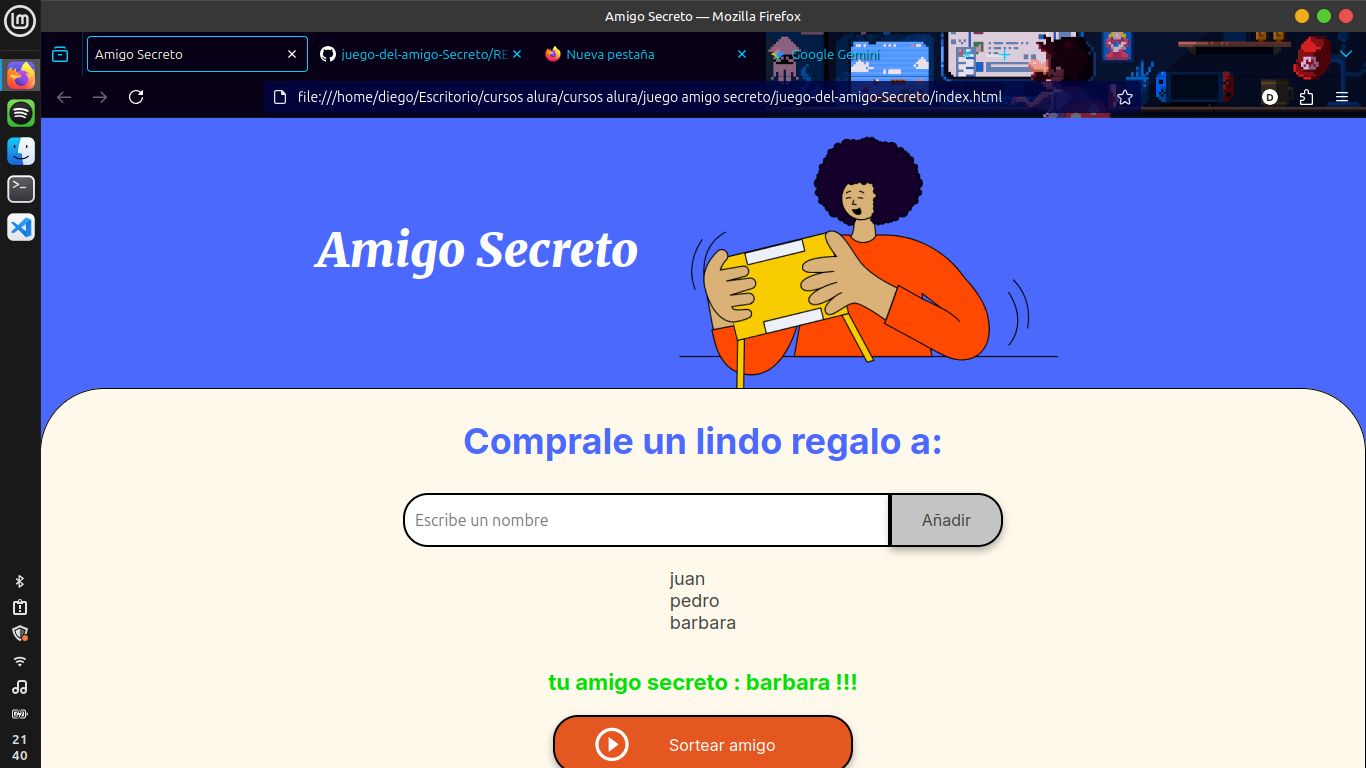 Amigo Secreto — Mozilla Firefox
Amigo Secreto
juego-del-amigo-Secreto/RE
Nueva pestaña
Google Gemini
file:///home/diego/Escritorio/cursos alura/cursos alura/juego amigo secreto/juego-del-amigo-Secreto/index.html
D
Amigo Secreto
Comprale un lindo regalo a:
Escribe un nombre
Añadir
juan
pedro
barbara
tu amigo secreto : barbara !!!
Sortear amigo
21
40